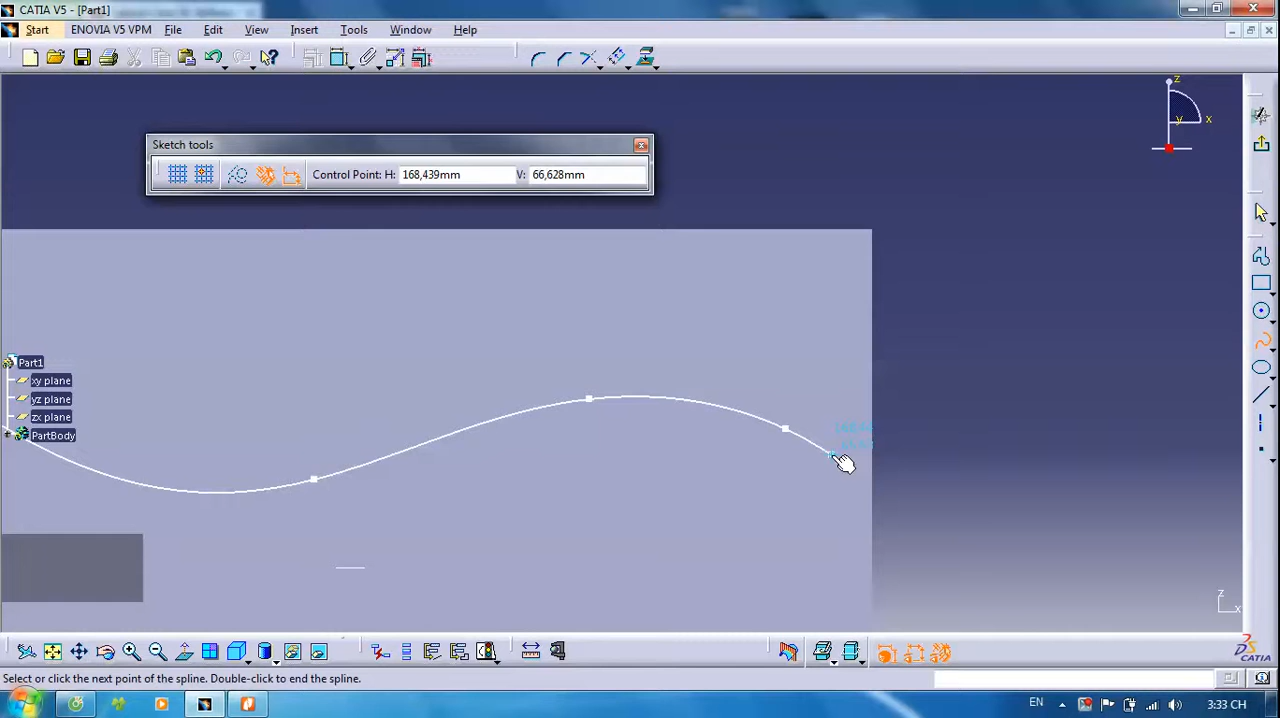 CATIA V5 - [Part1]
Start ENOVIA V5 VPM File Edit View Insert Tools Window Help
Sketch tools
Control Point: H: 168,439mm V: 66,628mm
z
y x
Part1
xy plane
yz plane
zx plane
PartBody
z
x
CATIA
Select or click the next point of the spline. Double-click to end the spline.
EN 3:33 CH